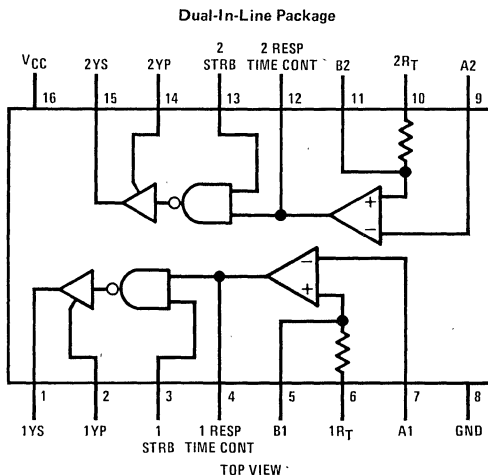 Dual-In-Line Package
VCC 2YS 2YP 2 STRB 2 RESP TIME CONT B2 2RT A2
16 15 14 13 12 11 10 9
+
−
−
+
1 2 3 4 5 6 7 8
1YS 1YP 1 STRB 1 RESP TIME CONT B1 1RT A1 GND
TOP VIEW